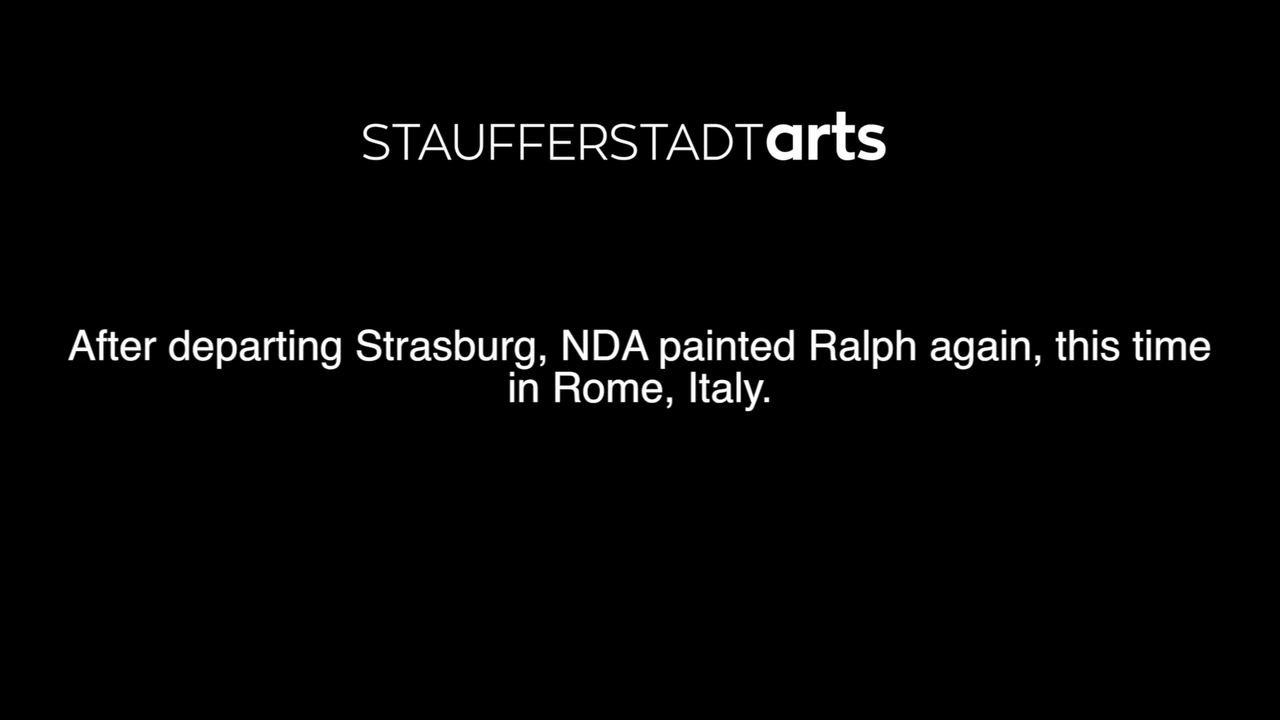 STAUFFERSTADTarts
After departing Strasburg, NDA painted Ralph again, this time
in Rome, Italy.